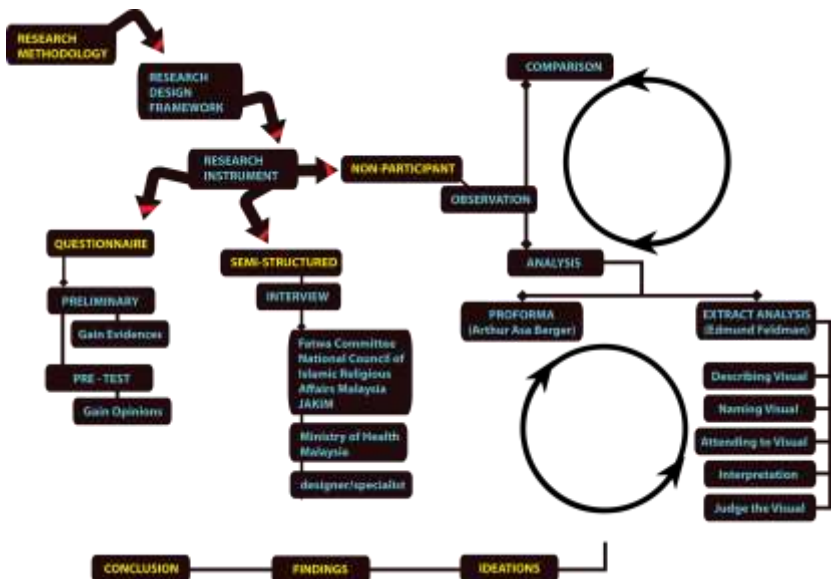 RESEARCH
METHODOLOGY
RESEARCH
DESIGN
FRAMEWORK
RESEARCH
INSTRUMENT
NON-PARTICIPANT
OBSERVATION
COMPARISON
ANALYSIS
QUESTIONNAIRE
PRELIMINARY
Gain Evidences
PRE - TEST
Gain Opinions
SEMI-STRUCTURED
INTERVIEW
Fatwa Committee
National Council of
Islamic Religious
Affairs Malaysia
JAKIM
Ministry of Health
Malaysia
designer/specialist
PROFORMA
(Arthur Asa Berger)
EXTRACT ANALYSIS
(Edmund Feldman)
Describing Visual
Naming Visual
Attending to Visual
Interpretation
Judge the Visual
CONCLUSION
FINDINGS
IDEATIONS